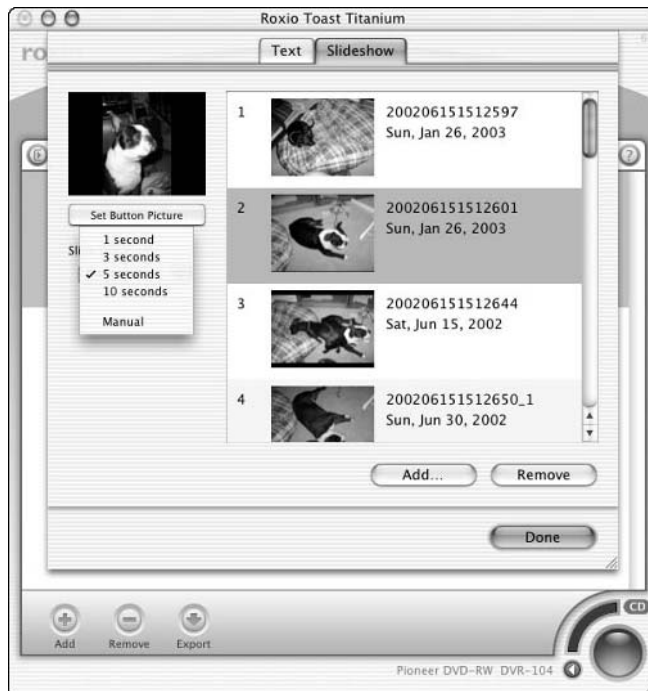 Roxio Toast Titanium
ro
Text
Slideshow
1
200206151512597
Sun, Jan 26, 2003
Set Button Picture
1 second
3 seconds
✓ 5 seconds
10 seconds
Manual
2
200206151512601
Sun, Jan 26, 2003
3
200206151512644
Sat, Jun 15, 2002
4
200206151512650_1
Sun, Jun 30, 2002
Add...
Remove
Done
?
Add
Remove
Export
CD
Pioneer DVD-RW DVR-104